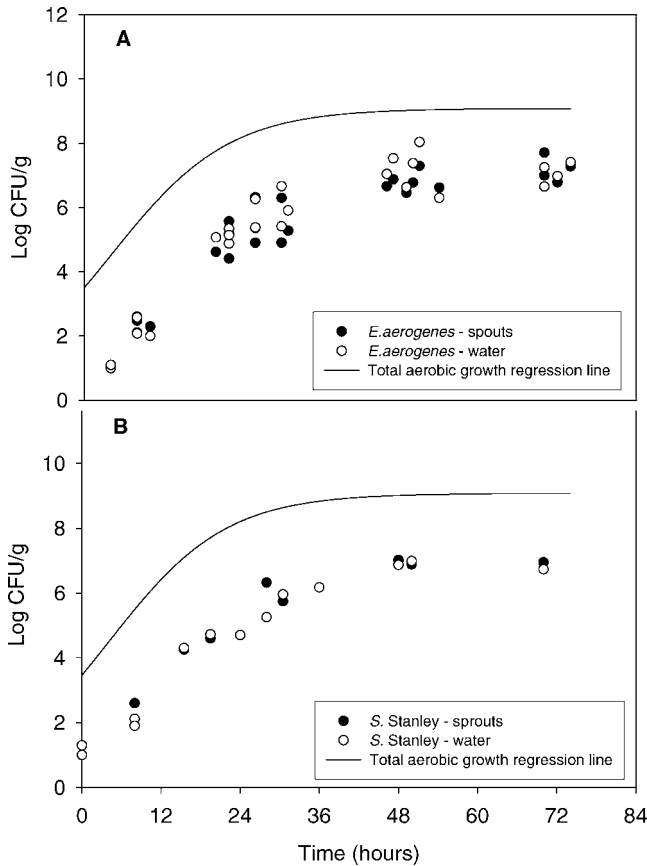 12
A
10
8
6
4
2
0
Log CFU/g
E.aerogenes - spouts
E.aerogenes - water
Total aerobic growth regression line
B
10
8
6
4
2
0
Log CFU/g
S. Stanley - sprouts
S. Stanley - water
Total aerobic growth regression line
0 12 24 36 48 60 72 84
Time (hours)